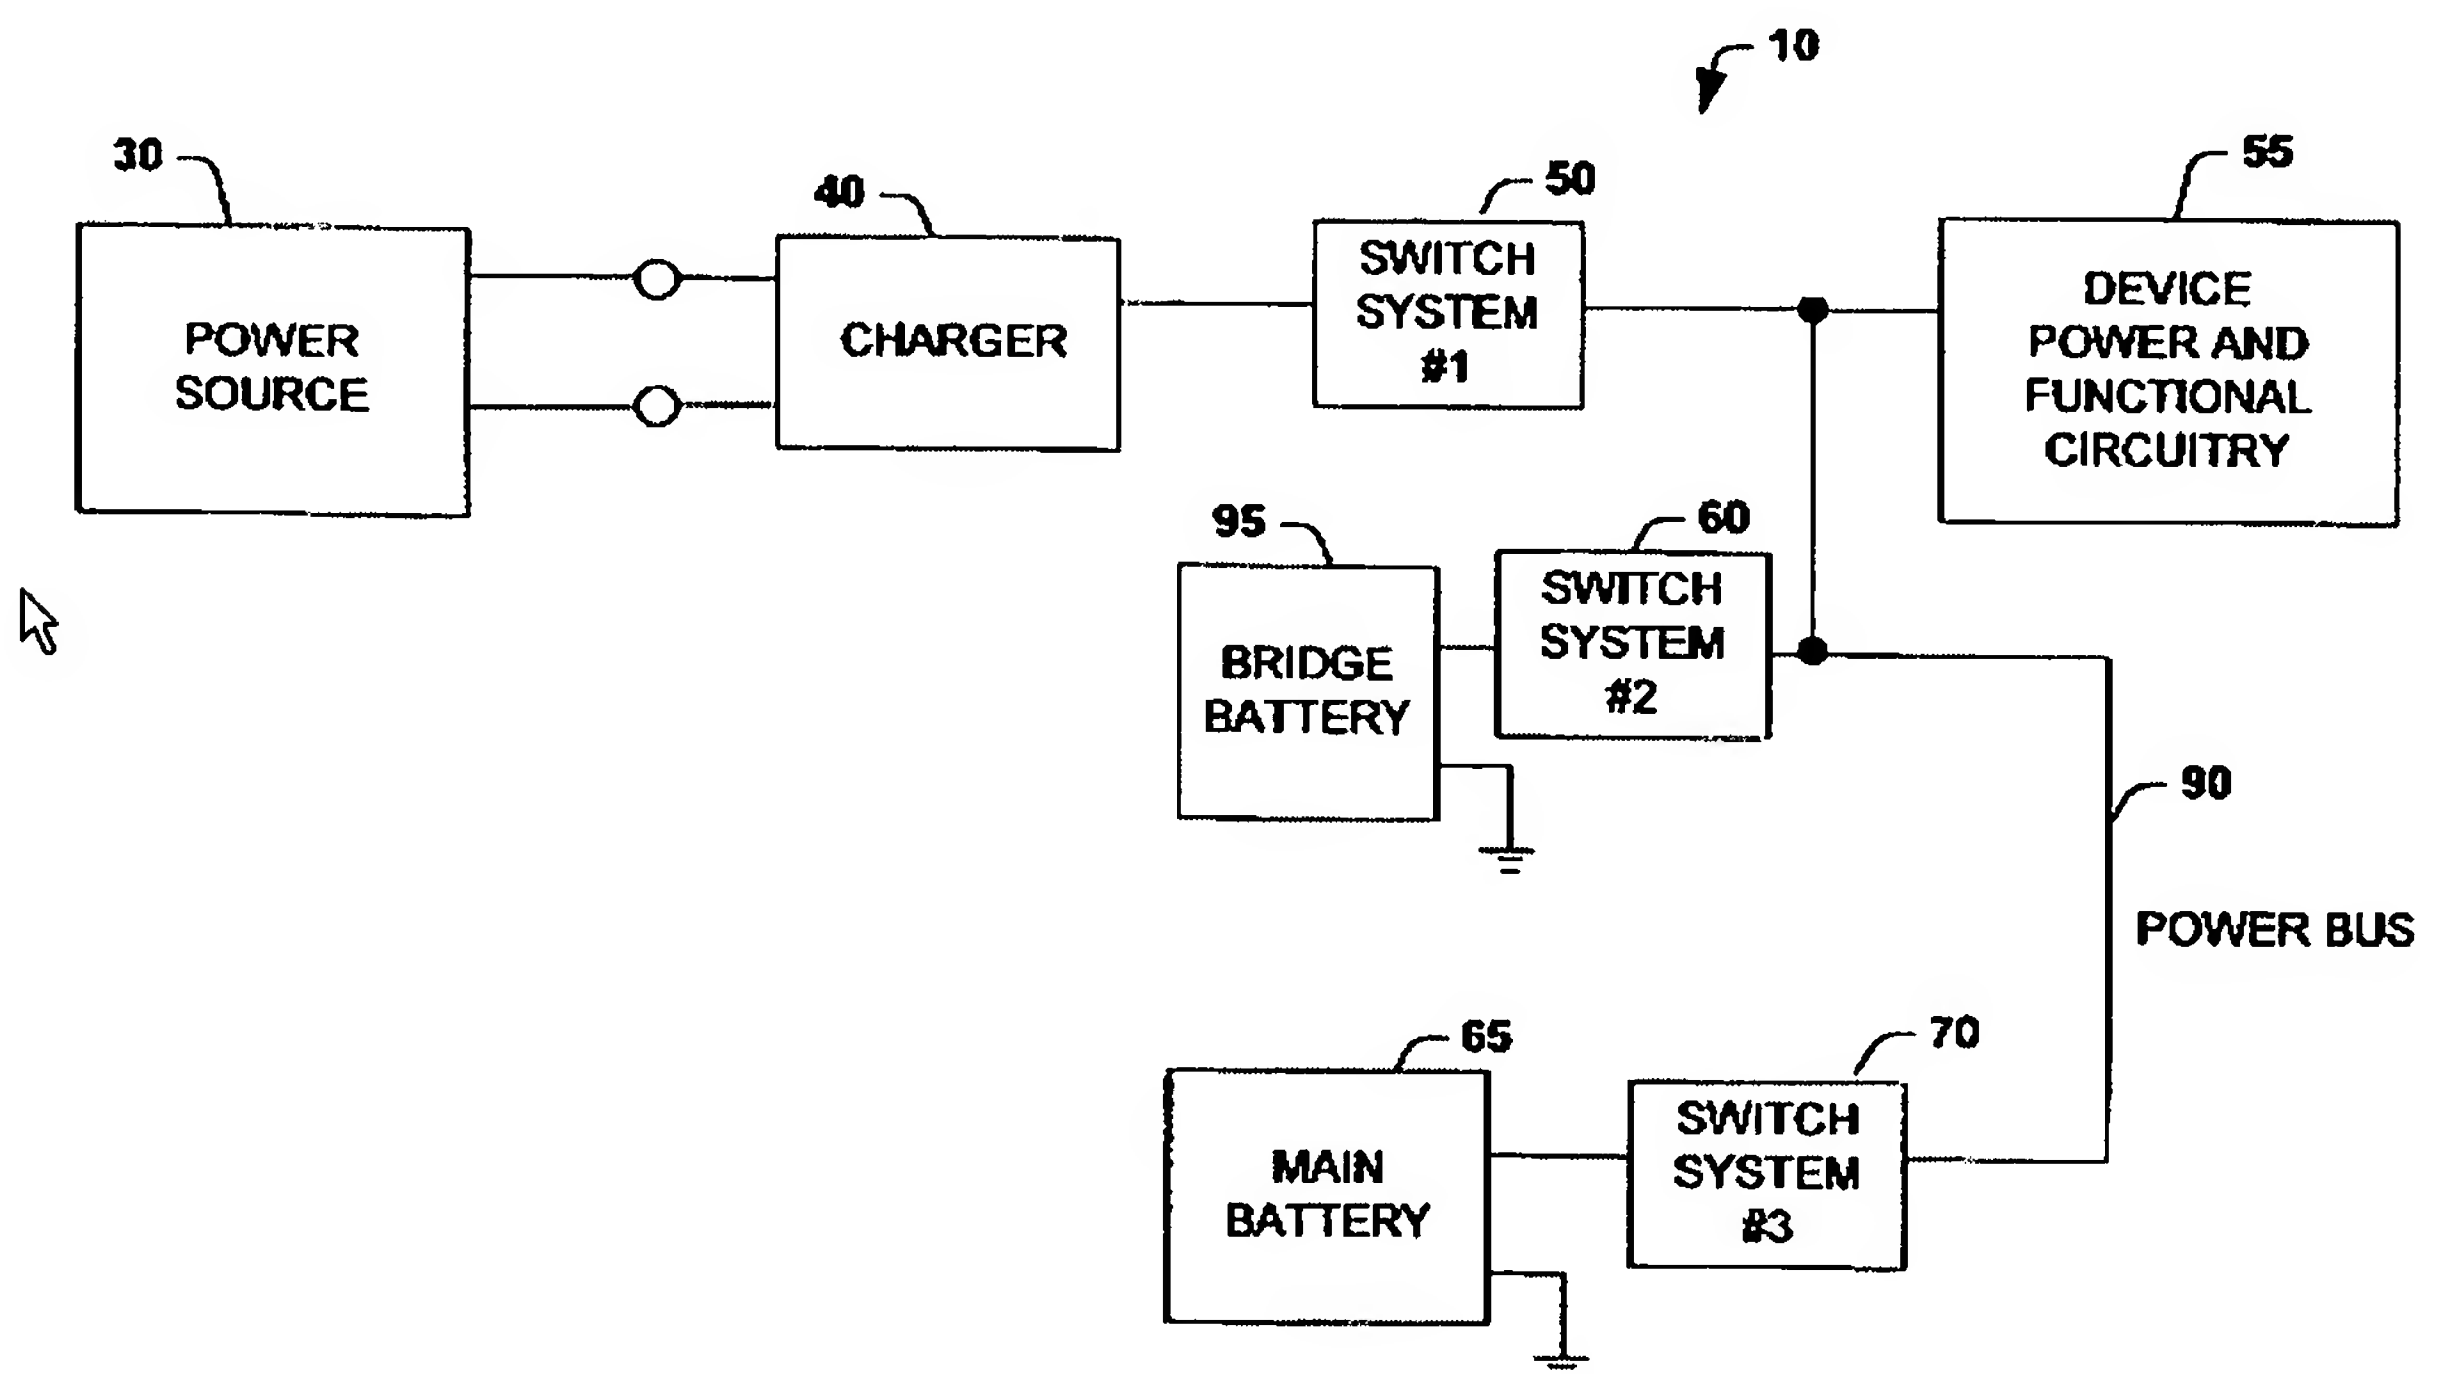 10
30
POWER
SOURCE
40
CHARGER
50
SWITCH
SYSTEM
#1
55
DEVICE
POWER AND
FUNCTIONAL
CIRCUITRY
95
BRIDGE
BATTERY
60
SWITCH
SYSTEM
#2
90
POWER BUS
65
MAIN
BATTERY
70
SWITCH
SYSTEM
#3